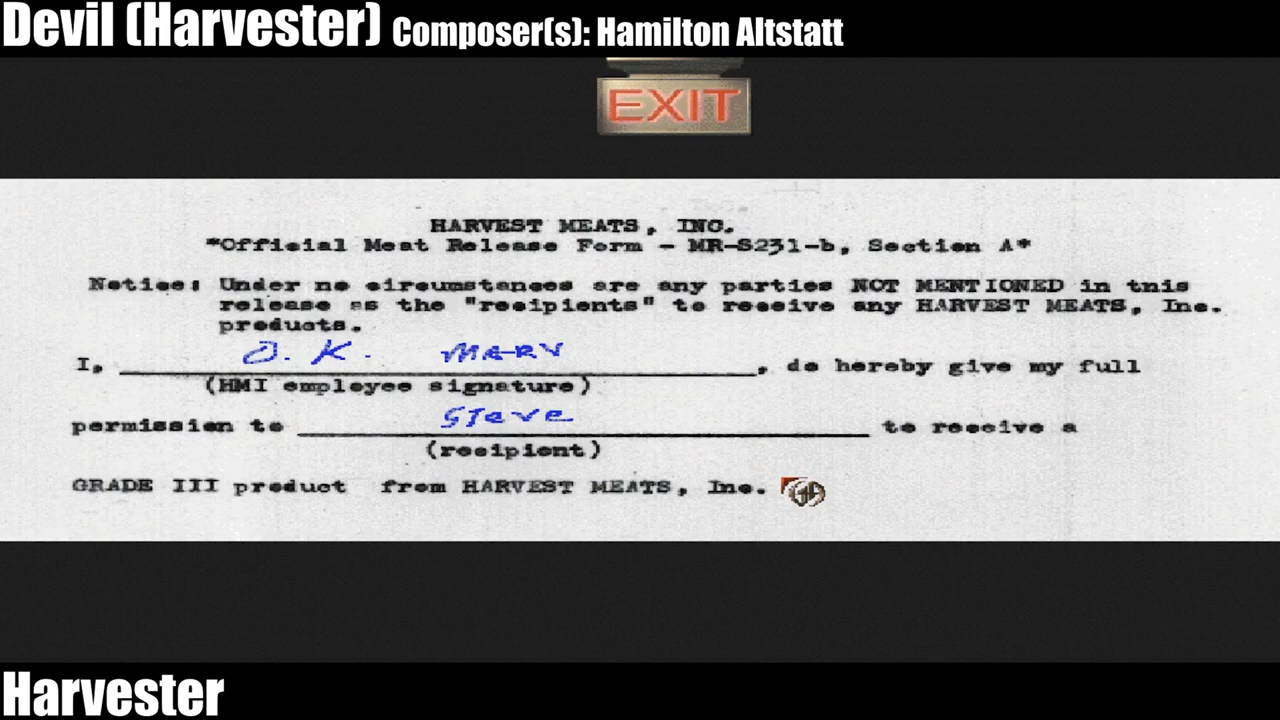 Devil (Harvester) Composer(s): Hamilton Altstatt
EXIT
HARVEST MEATS, INC.
*Official Meat Release Form - MR-S231-b, Section A*
Notice: Under no circumstances are any parties NOT MENTIONED in this
release as the "recipients" to receive any HARVEST MEATS, Inc.
products.
O. K. MARV
I, ____, do hereby give my full
(HMI employee signature)
STeve
permission to ____ to receive a
(recipient)
GRADE III product from HARVEST MEATS, Inc.
Harvester